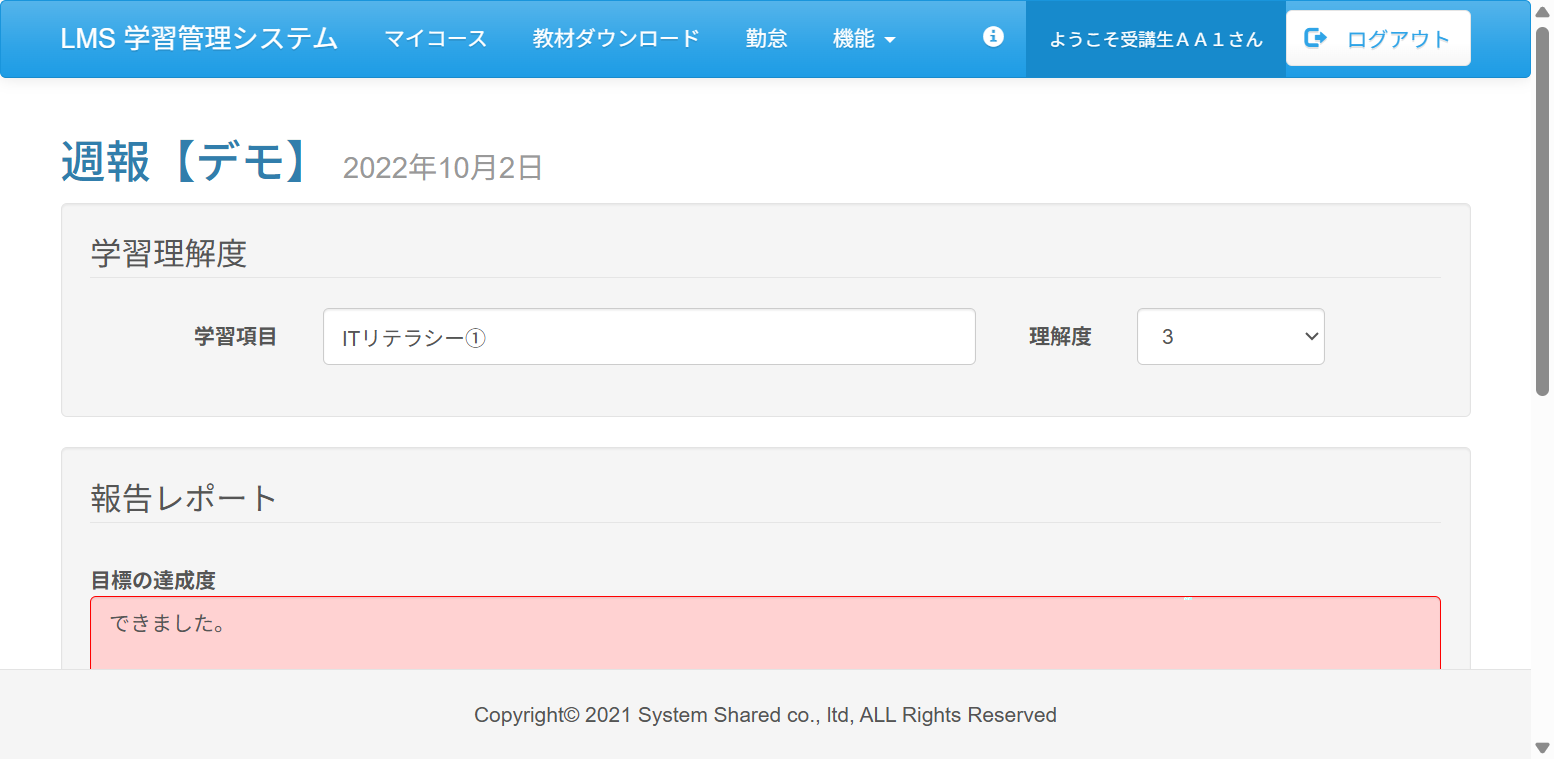 LMS 学習管理システム マイコース 教材ダウンロード 勤怠 機能 ようこそ受講生ＡＡ１さん ログアウト
週報【デモ】 2022年10月2日
学習理解度
学習項目 ITリテラシー① 理解度 3
報告レポート
目標の達成度
できました。
Copyright© 2021 System Shared co., ltd, ALL Rights Reserved